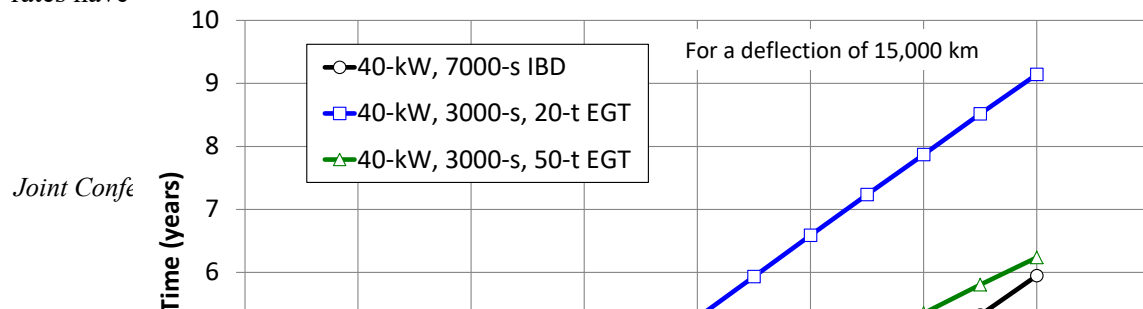 rates have
10
For a deflection of 15,000 km
40-kW, 7000-s IBD
9
40-kW, 3000-s, 20-t EGT
8
40-kW, 3000-s, 50-t EGT
Joint Confe
7
Time (years)
6